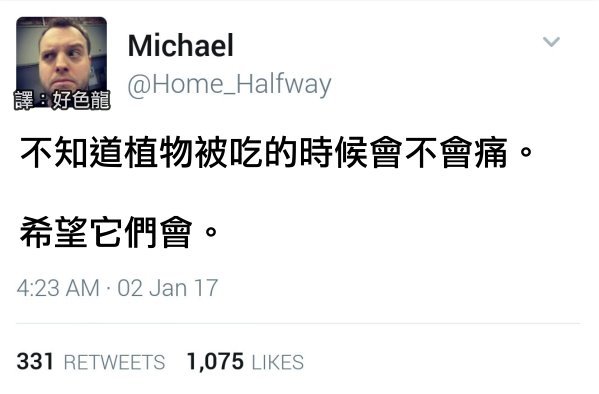 Michael
@Home_Halfway
譯：好色龍
不知道植物被吃的時候會不會痛。
希望它們會。
4:23 AM · 02 Jan 17
331 RETWEETS 1,075 LIKES